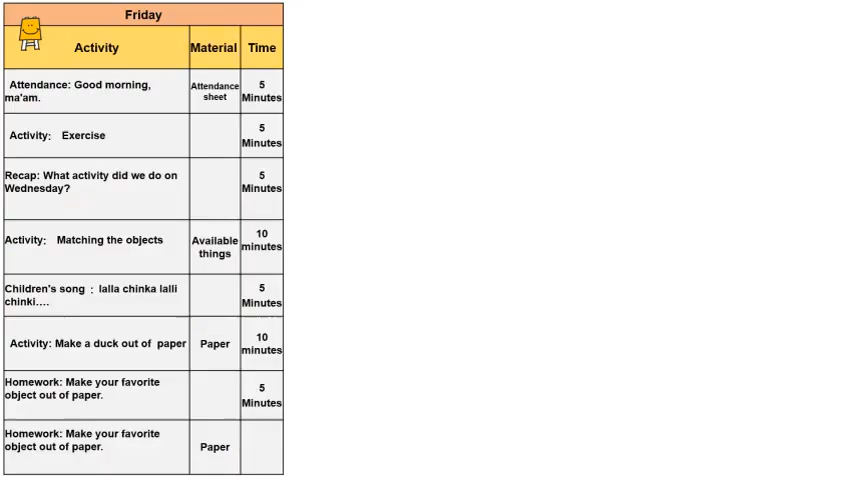 Friday
Activity Material Time
Attendance: Good morning,
ma'am.
Attendance
sheet
5
Minutes
Activity: Exercise
5
Minutes
Recap: What activity did we do on
Wednesday?
5
Minutes
Activity: Matching the objects
Available
things
10
minutes
Children's song : lalla chinka lalli
chinki....
5
Minutes
Activity: Make a duck out of paper
Paper
10
minutes
Homework: Make your favorite
object out of paper.
5
Minutes
Homework: Make your favorite
object out of paper.
Paper